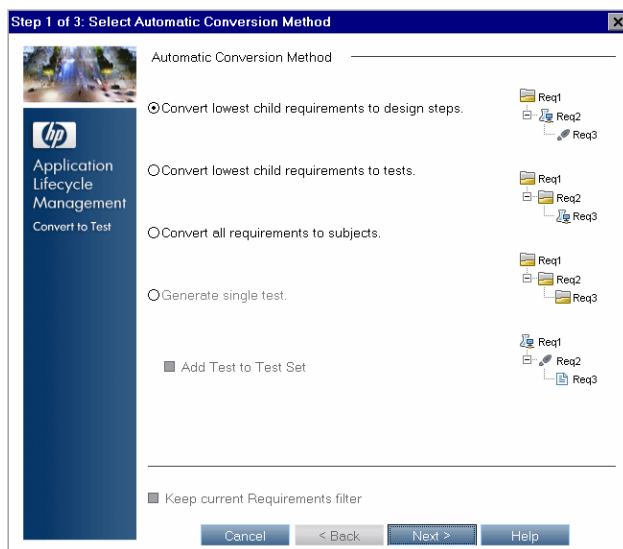 Step 1 of 3: Select Automatic Conversion Method
hp
Application
Lifecycle
Management
Convert to Test
Automatic Conversion Method
Convert lowest child requirements to design steps.
Req1
Req2
Req3
Convert lowest child requirements to tests.
Req1
Req2
Req3
Convert all requirements to subjects.
Req1
Req2
Req3
Generate single test.
Req1
Req2
Req3
Add Test to Test Set
Keep current Requirements filter
Cancel
< Back
Next >
Help